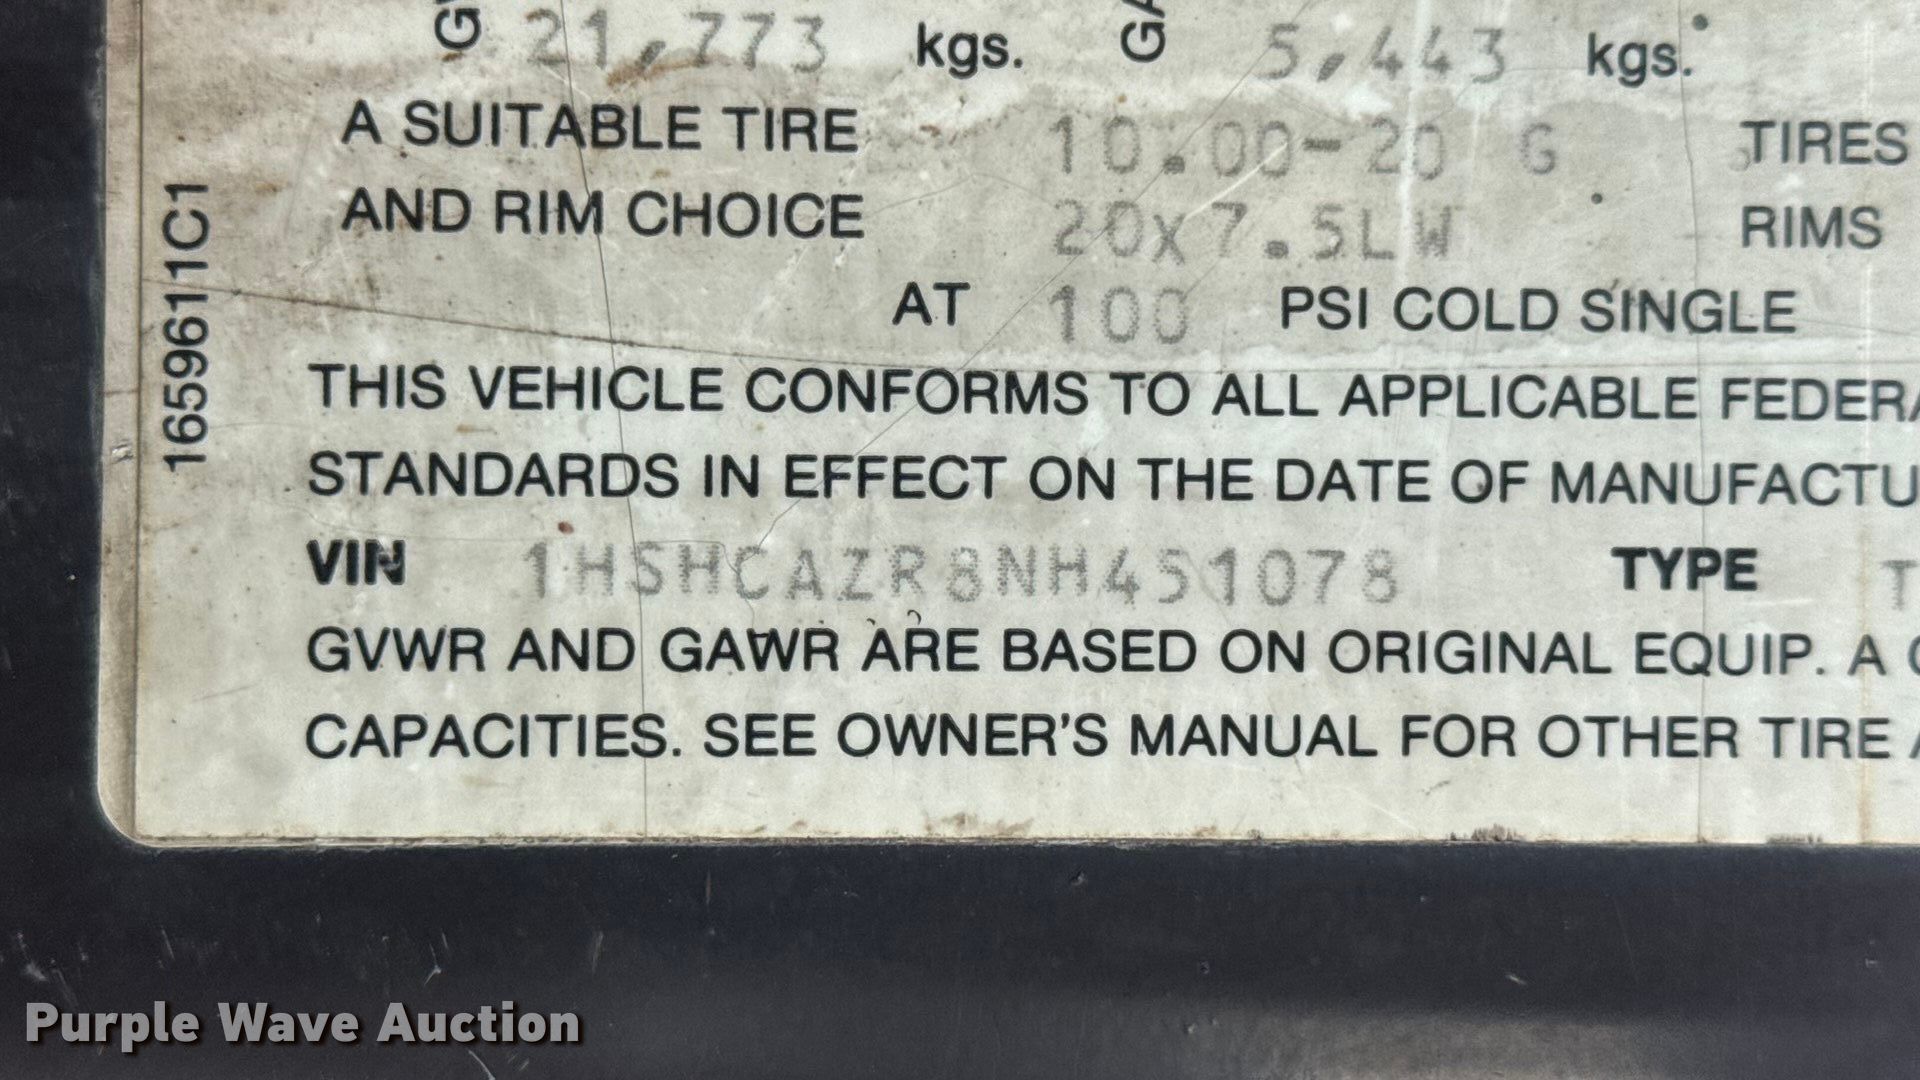 21,773 kgs. GA 5,443 kgs.
A SUITABLE TIRE 10.00-20 G TIRES
AND RIM CHOICE 20x7.5LW RIMS
AT 100 PSI COLD SINGLE
THIS VEHICLE CONFORMS TO ALL APPLICABLE FEDERA
STANDARDS IN EFFECT ON THE DATE OF MANUFACTU
VIN 1HSHCAZR8NH451078 TYPE T
GVWR AND GAWR ARE BASED ON ORIGINAL EQUIP. A
CAPACITIES. SEE OWNER'S MANUAL FOR OTHER TIRE
1659611C1
Purple Wave Auction